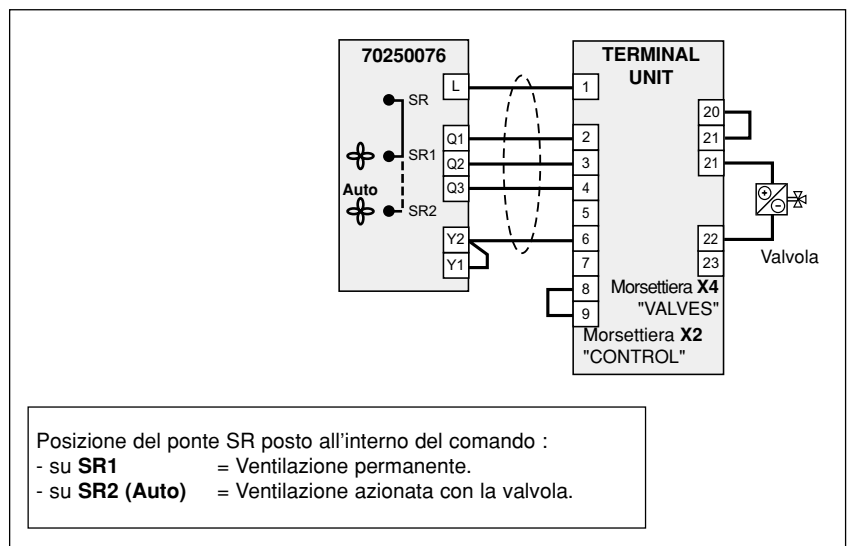 70250076
L
SR
Q1
SR1
Q2
Auto
Q3
SR2
Y2
Y1
TERMINAL
UNIT
1
2
3
4
5
6
7
8
9
20
21
21
22
23
Valvola
Morsettiera X4
"VALVES"
Morsettiera X2
"CONTROL"
Posizione del ponte SR posto all'interno del comando :
- su SR1 = Ventilazione permanente.
- su SR2 (Auto) = Ventilazione azionata con la valvola.